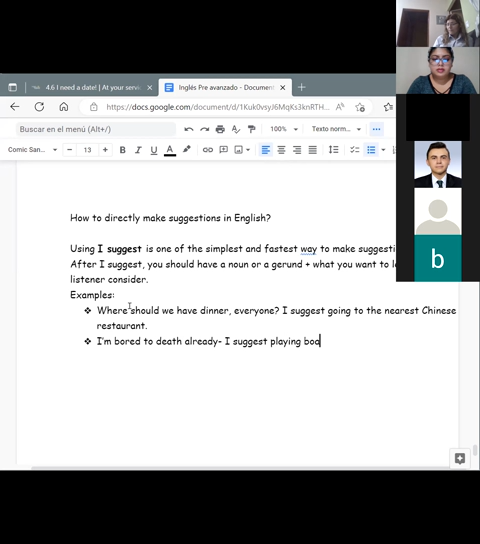 4.6 I need a date! | At your servi
Inglés Pre avanzado - Document
https://docs.google.com/document/d/1Kuk0vsyJ6MqKs3knRTH...
Buscar en el menú (Alt+/)
100%
Texto norm...
Comic San...
13
How to directly make suggestions in English?
Using I suggest is one of the simplest and fastest way to make suggesti
After I suggest, you should have a noun or a gerund + what you want to
listener consider.
Examples:
Where should we have dinner, everyone? I suggest going to the nearest Chinese
restaurant.
I'm bored to death already- I suggest playing boa
b